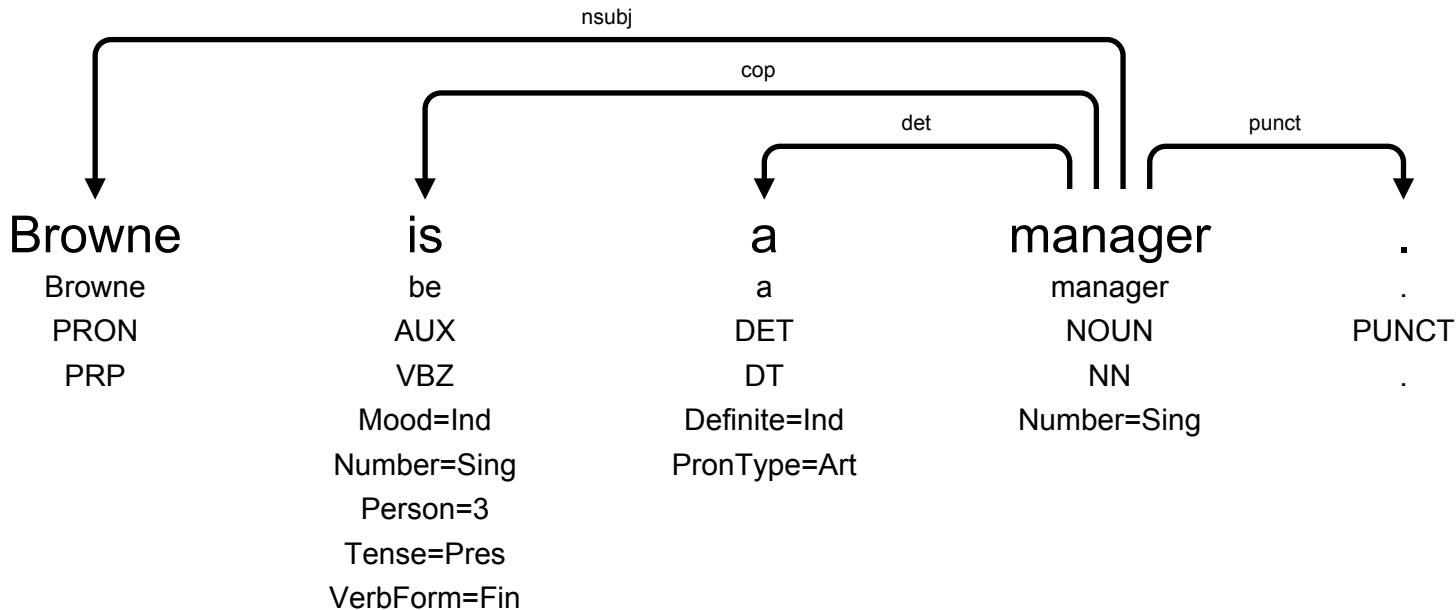 nsubj
cop
det punct
Browne is a manager .
Browne be a manager .
PRON AUX DET NOUN PUNCT
PRP VBZ DT NN .
Mood=Ind Definite=Ind Number=Sing
Number=Sing PronType=Art
Person=3
Tense=Pres
VerbForm=Fin